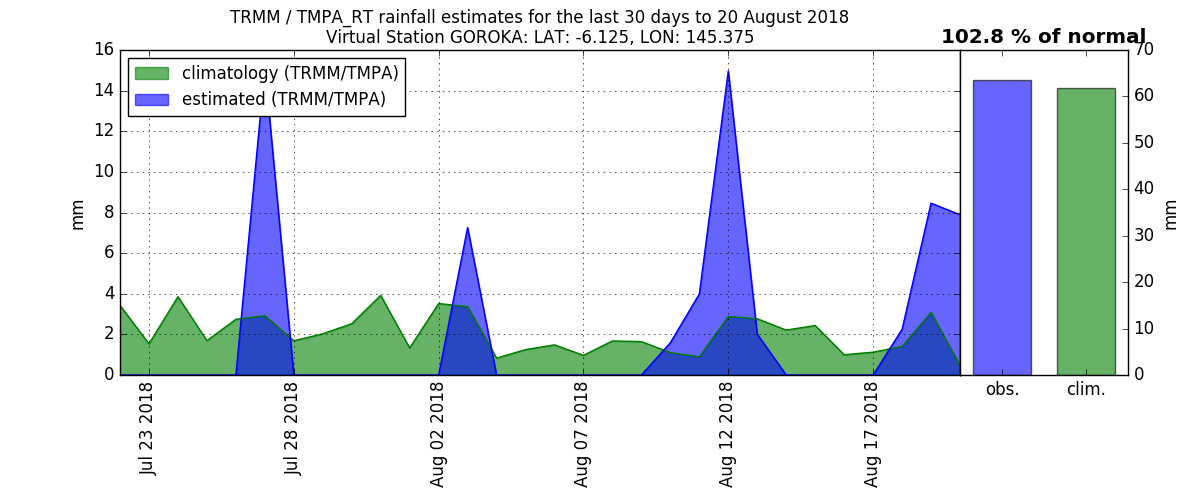 TRMM / TMPA_RT rainfall estimates for the last 30 days to 20 August 2018
Virtual Station GOROKA: LAT: -6.125, LON: 145.375
102.8 % of normal
climatology (TRMM/TMPA)
estimated (TRMM/TMPA)
16
14
12
10
8
6
4
2
0
mm
Jul 23 2018
Jul 28 2018
Aug 02 2018
Aug 07 2018
Aug 12 2018
Aug 17 2018
70
60
50
40
30
20
10
0
mm
obs.
clim.